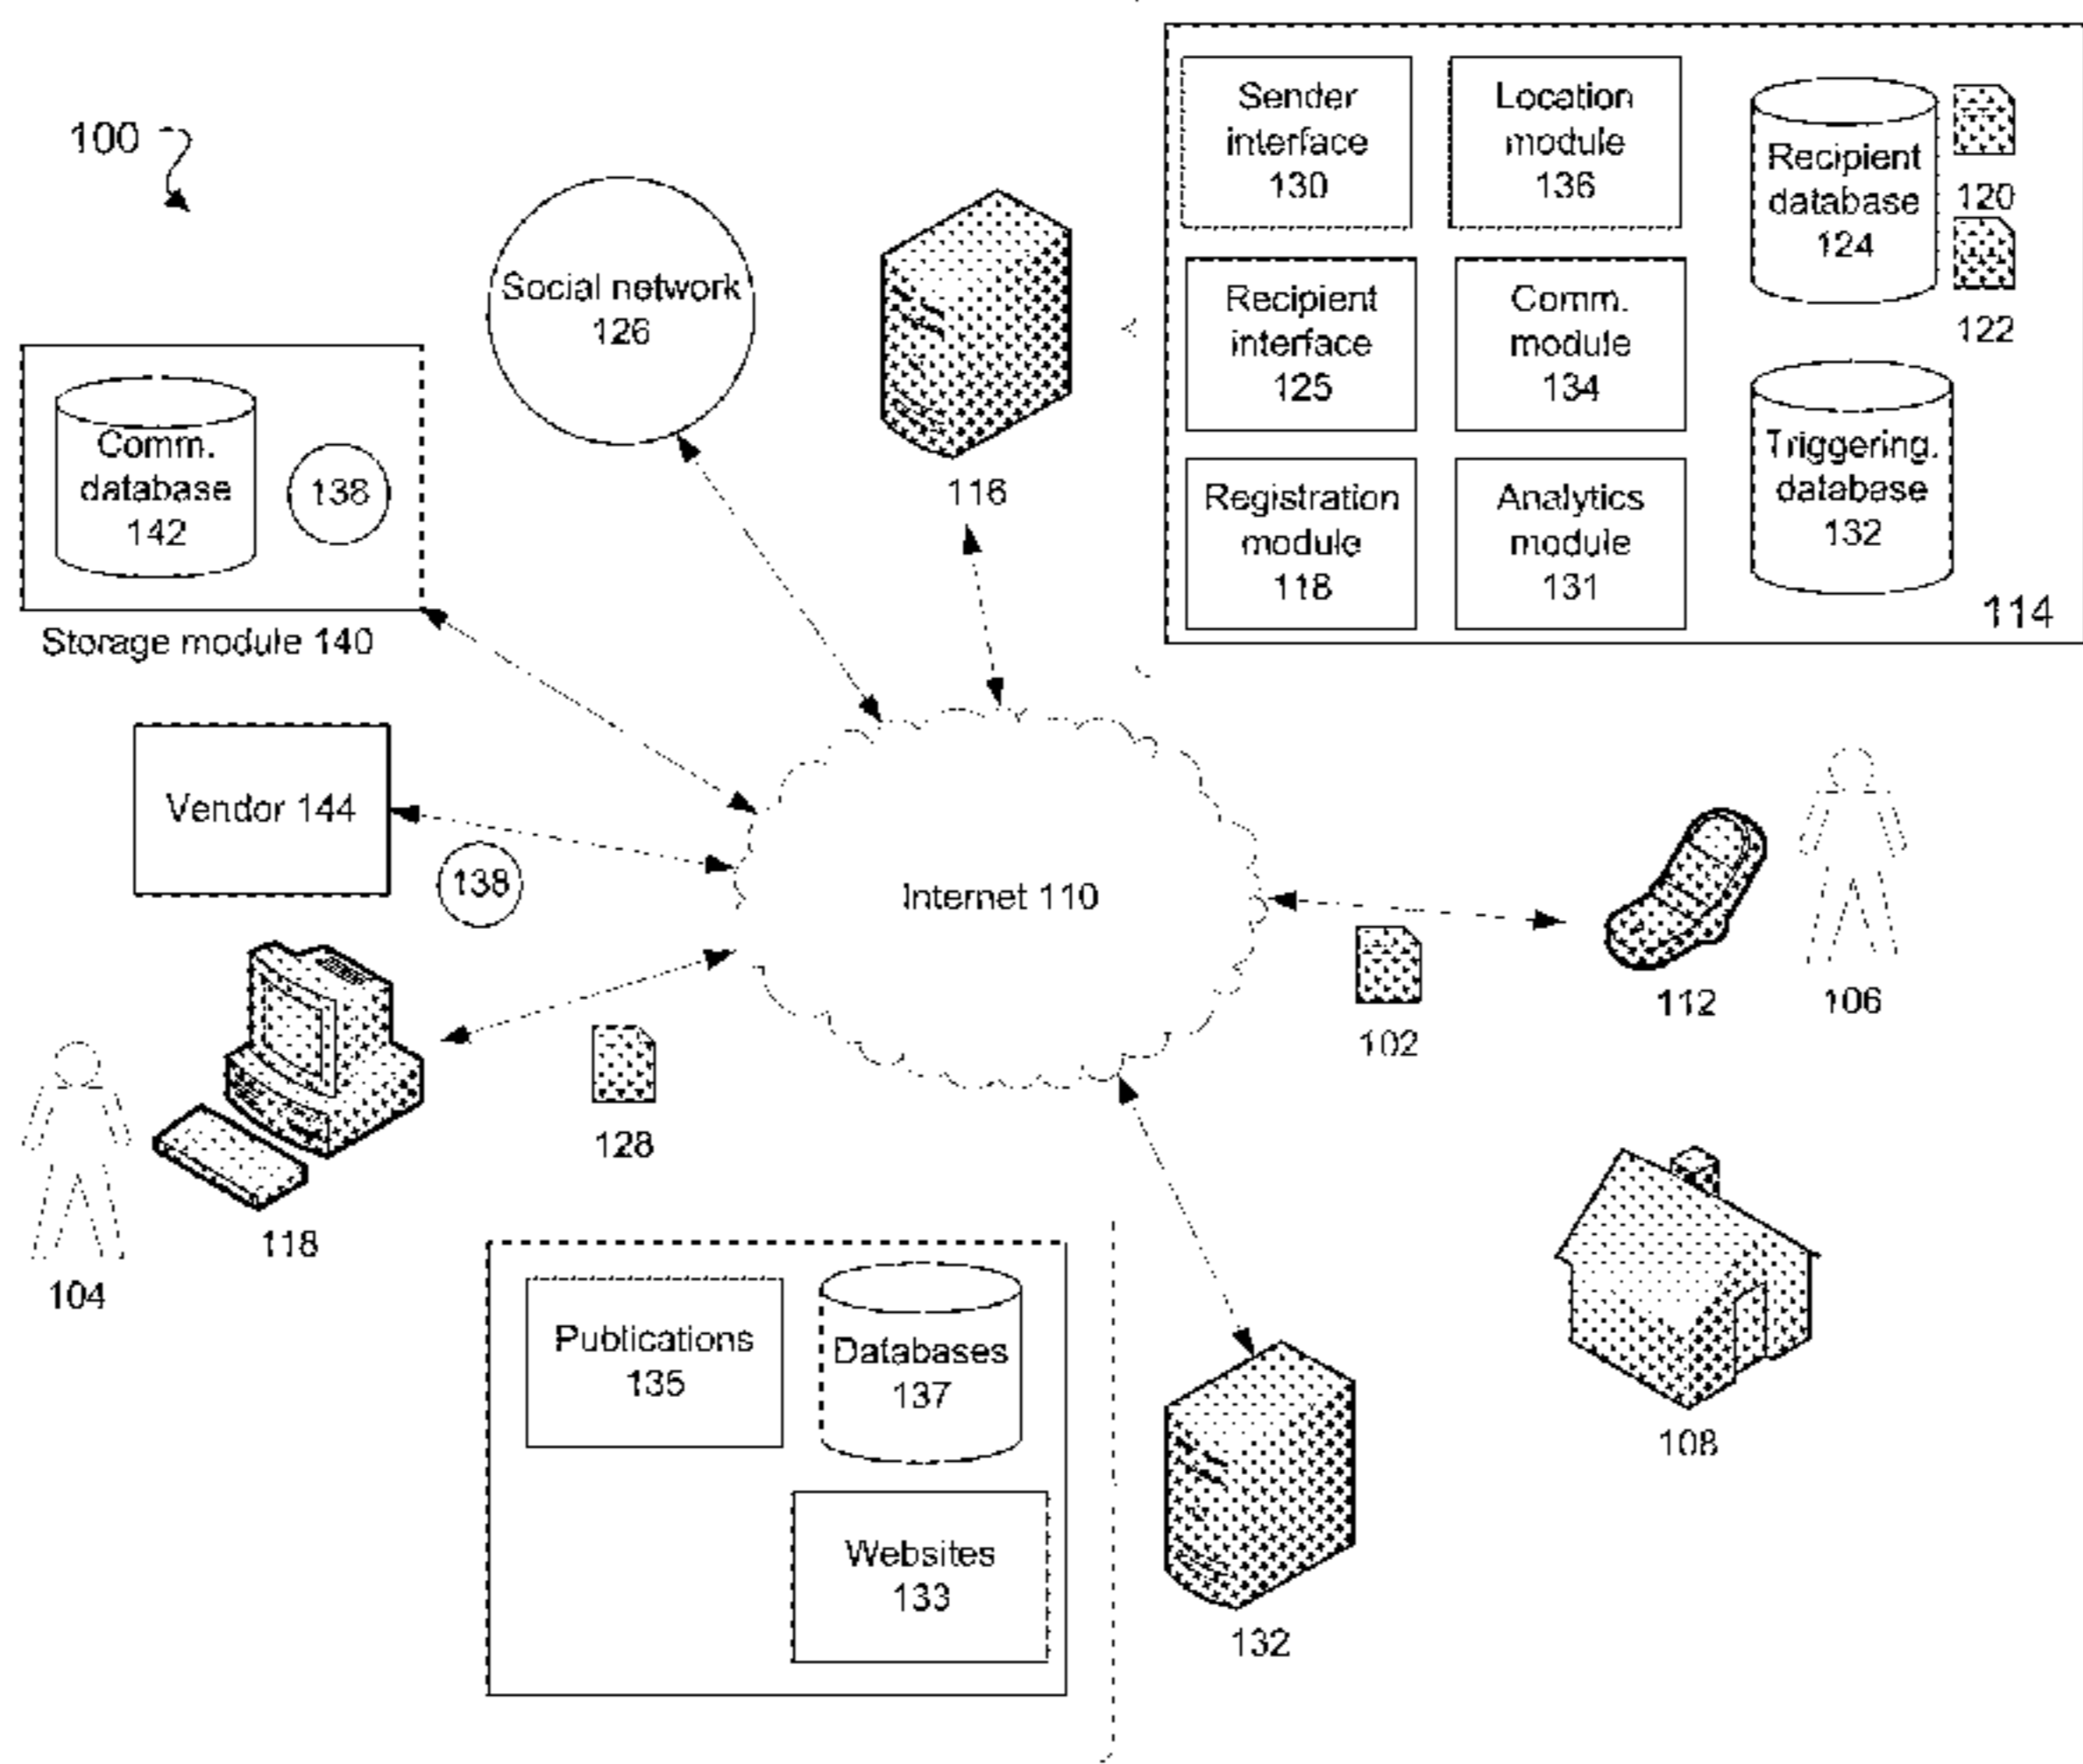 100
Social network
126
116
Sender
interface
130
Location
module
136
Recipient
database
124
120
122
Recipient
interface
125
Comm.
module
134
Registration
module
118
Analytics
module
131
Triggering.
database
132
114
Comm.
database
142
138
Storage module 140
Vendor 144
138
Internet 110
102
112
106
128
118
104
Publications
135
Databases
137
Websites
133
132
108